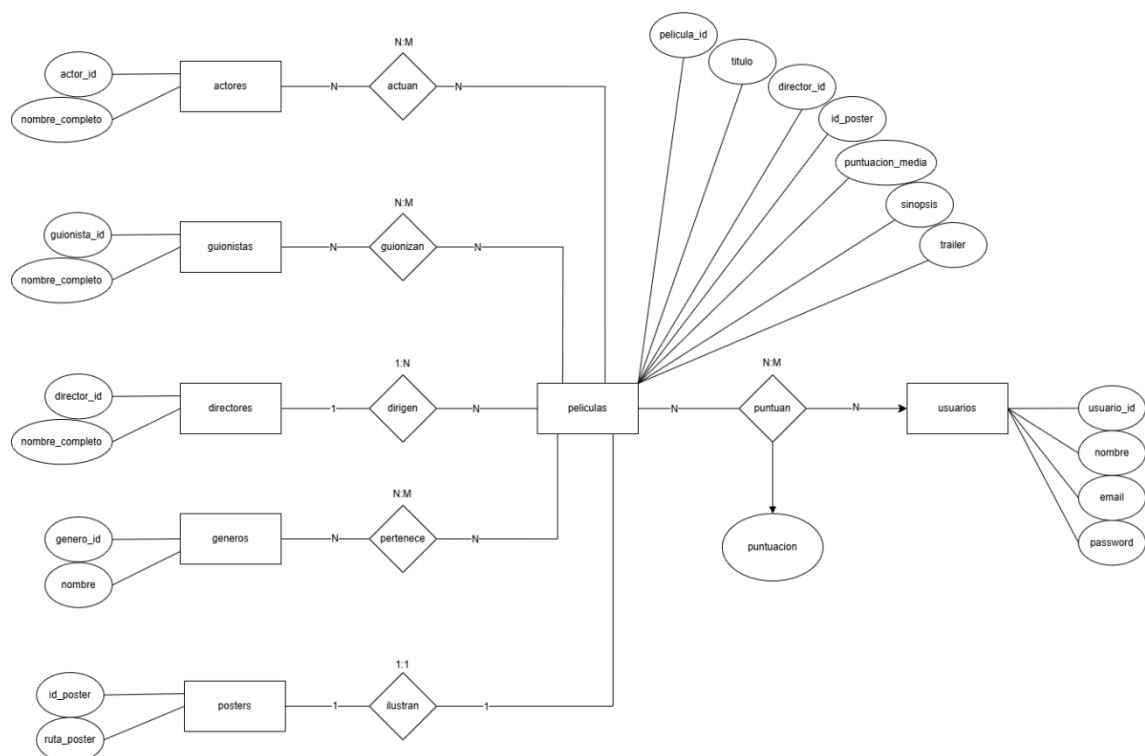 actor_id
nombre_completo
actores
N
N:M
actuan
N
guionista_id
nombre_completo
guionistas
N
N:M
guionizan
N
director_id
nombre_completo
directores
1
1:N
dirigen
N
genero_id
nombre
generos
N
N:M
pertenece
N
id_poster
ruta_poster
posters
1
1:1
ilustran
1
peliculas
pelicula_id
titulo
director_id
id_poster
puntuacion_media
sinopsis
trailer
N
N:M
puntuan
N
puntuacion
usuarios
usuario_id
nombre
email
password